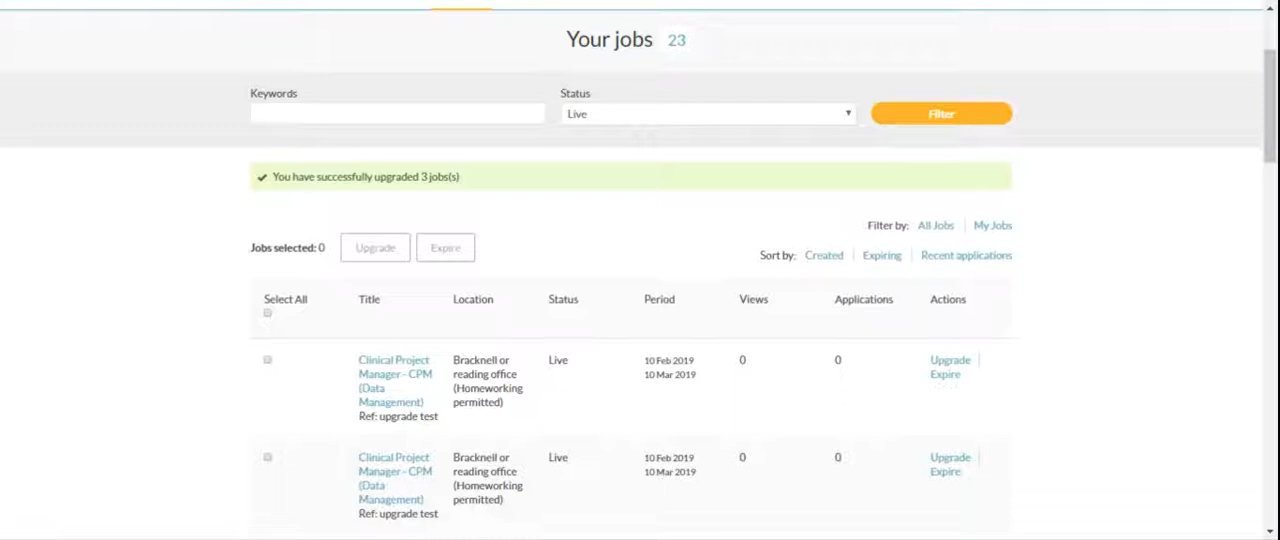 Your jobs 23
Keywords
Status
Live
Filter
You have successfully upgraded 3 jobs(s)
Filter by: All Jobs My Jobs
Jobs selected: 0 Upgrade Expire
Sort by: Created Expiring Recent applications
Select All Title Location Status Period Views Applications Actions
Clinical Project Bracknell or Live 10 Feb 2019 0 0 Upgrade
Manager - CPM reading office 10 Mar 2019 Expire
(Data (Homeworking
Management) permitted)
Ref: upgrade test
Clinical Project Bracknell or Live 10 Feb 2019 0 0 Upgrade
Manager - CPM reading office 10 Mar 2019 Expire
(Data (Homeworking
Management) permitted)
Ref: upgrade test